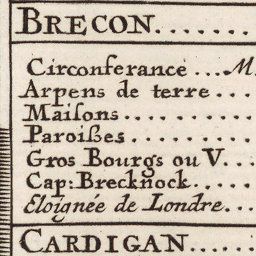 BRECON.......
Circonferance ...M
Arpens de terre ...
Maiſons..........
Paroiſſes.........
Gros Bourgs ou V...
Cap: Brecknock....
Eloignée de Londre...
CARDIGAN.....